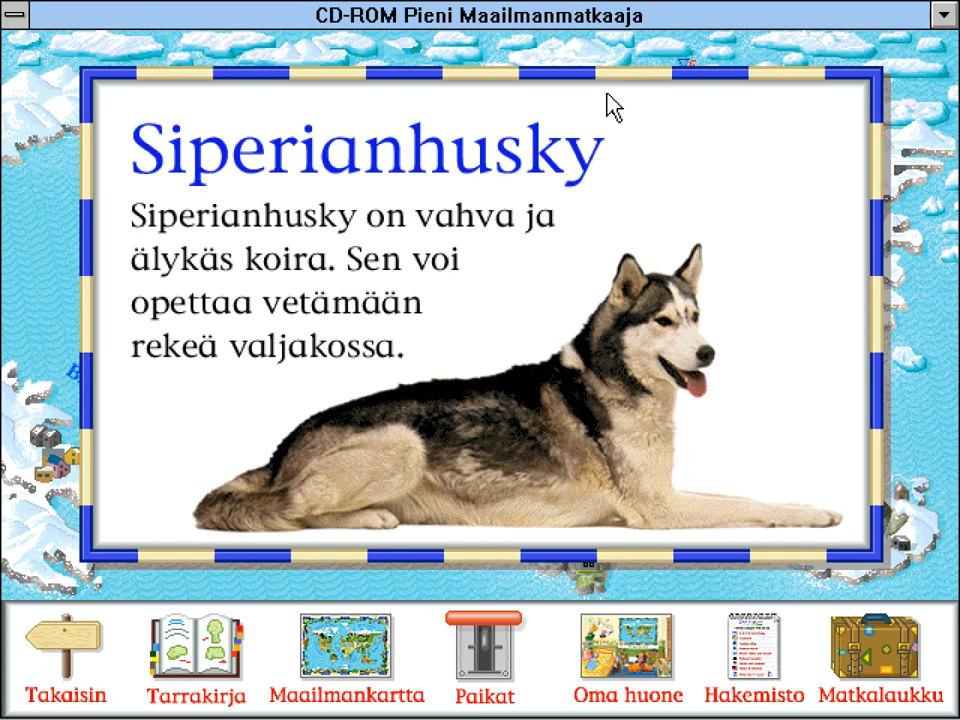 CD-ROM Pieni Maailmanmatkaaja
Siperianhusky
Siperianhusky on vahva ja
älykäs koira. Sen voi
opettaa vetämään
rekeä valjakossa.
Takaisin
Tarrakirja
Maailmankartta
Paikat
Oma huone
Hakemisto
Matkalaukku